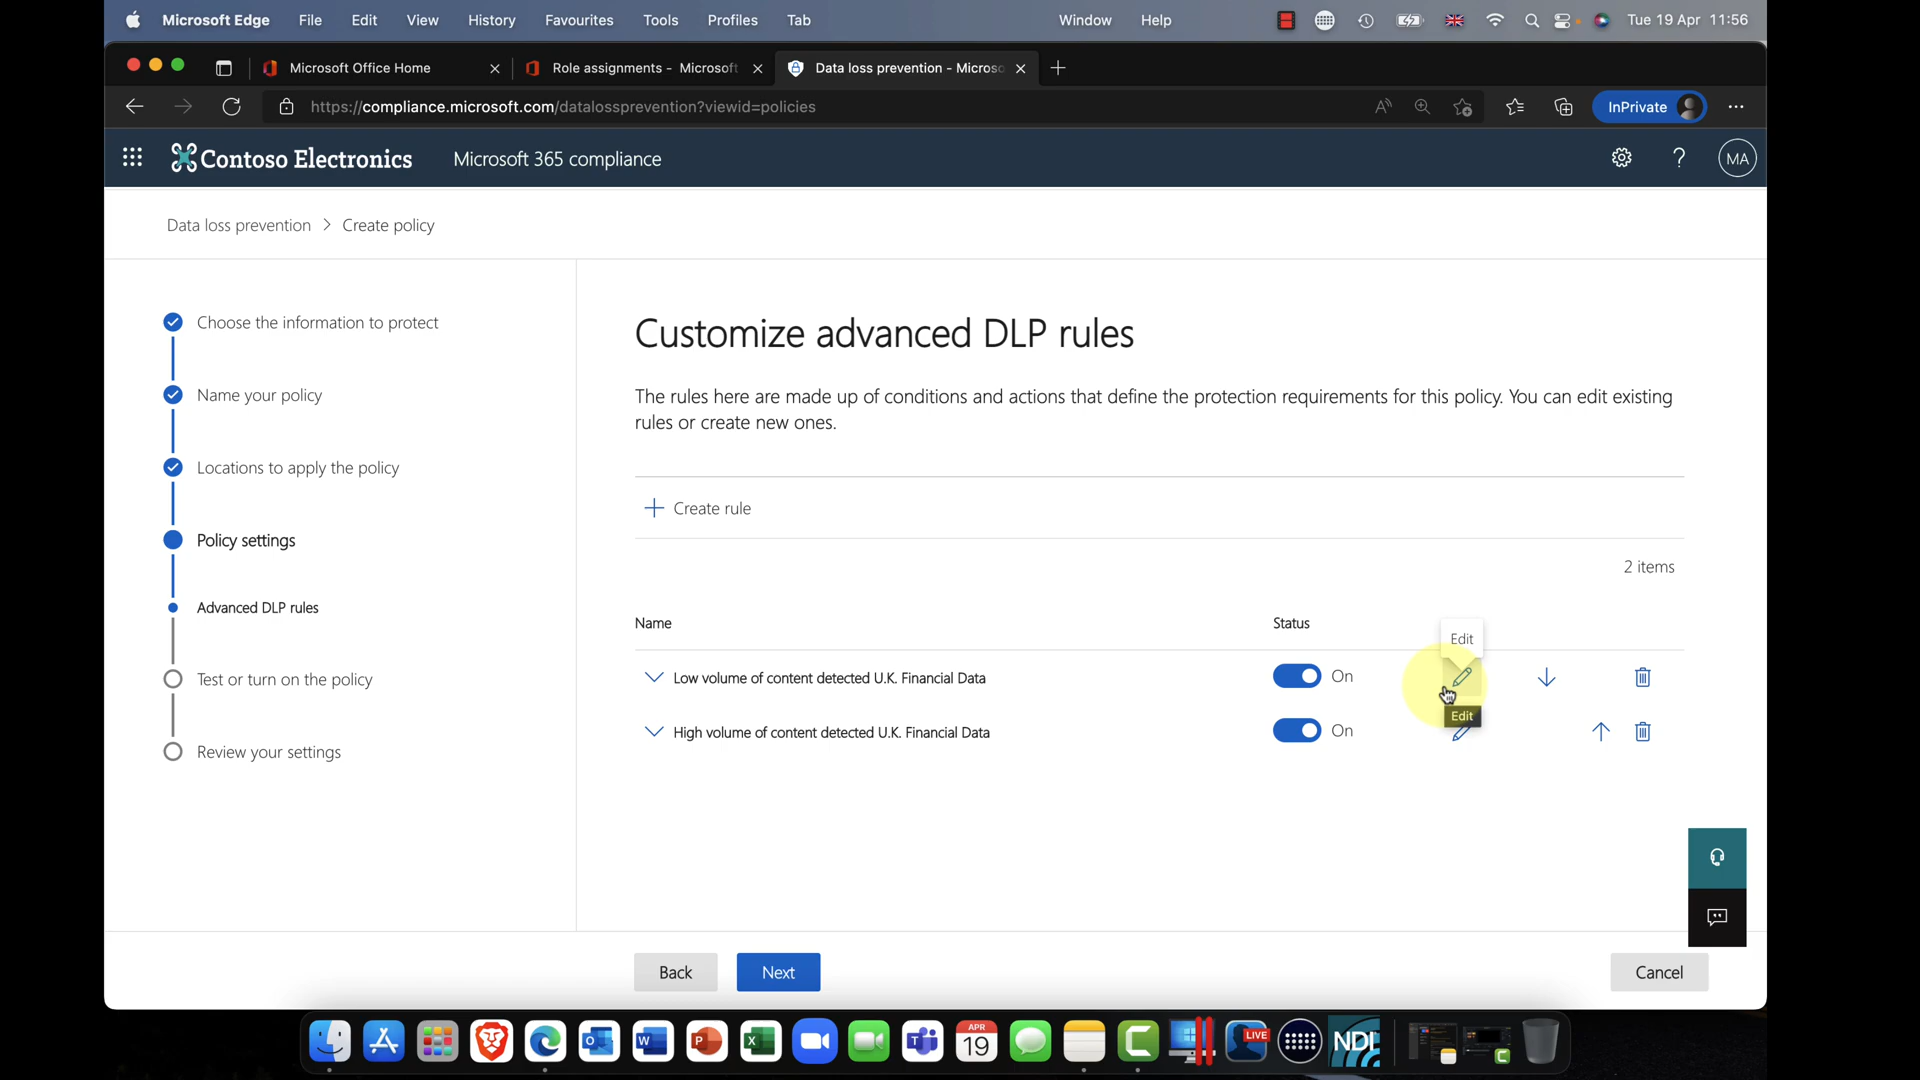 Microsoft Edge File Edit View History Favourites Tools Profiles Tab Window Help Tue 19 Apr 11:56
Microsoft Office Home
Role assignments - Microsoft
Data loss prevention - Micros
https://compliance.microsoft.com/datalossprevention?viewid=policies
InPrivate
Contoso Electronics
Microsoft 365 compliance
MA
Data loss prevention > Create policy
Choose the information to protect
Name your policy
Locations to apply the policy
Policy settings
Advanced DLP rules
Test or turn on the policy
Review your settings
Customize advanced DLP rules
The rules here are made up of conditions and actions that define the protection requirements for this policy. You can edit existing
rules or create new ones.
Create rule
2 items
Name Status
Edit
Low volume of content detected U.K. Financial Data On
Edit
High volume of content detected U.K. Financial Data On
Back Next Cancel
APR
19
LIVE
NDI